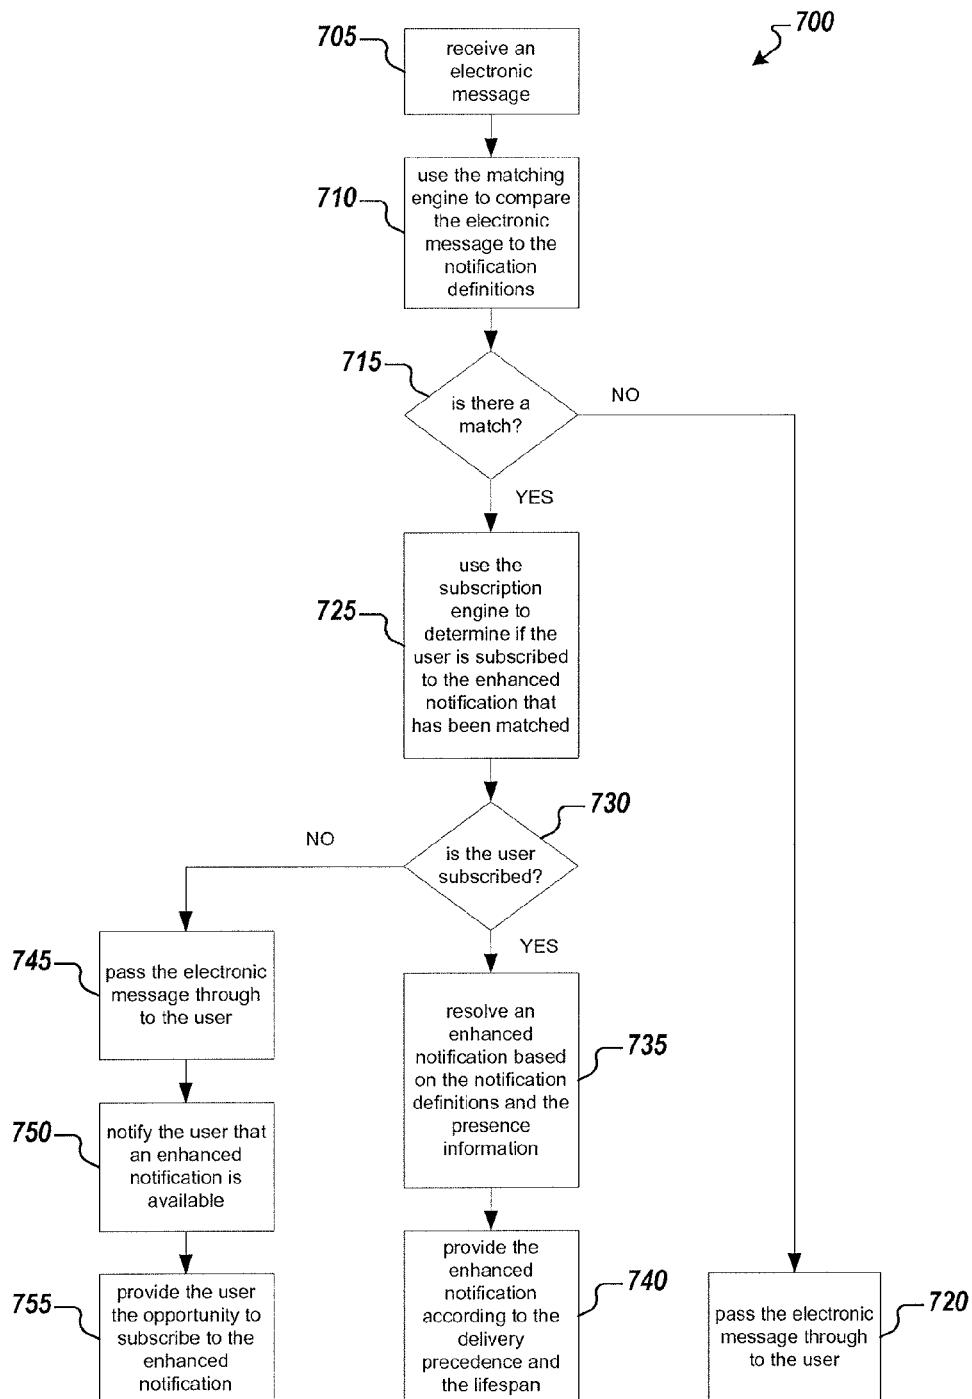 700
705
receive an
electronic
message
710
use the matching
engine to compare
the electronic
message to the
notification
definitions
715
is there a
match?
NO
YES
725
use the
subscription
engine to
determine if the
user is subscribed
to the enhanced
notification that
has been matched
730
is the user
subscribed?
NO
YES
745
pass the electronic
message through
to the user
735
resolve an
enhanced
notification based
on the notification
definitions and the
presence
information
750
notify the user that
an enhanced
notification is
available
755
provide the user
the opportunity to
subscribe to the
enhanced
notification
740
provide the
enhanced
notification
according to the
delivery
precedence and
the lifespan
720
pass the electronic
message through
to the user